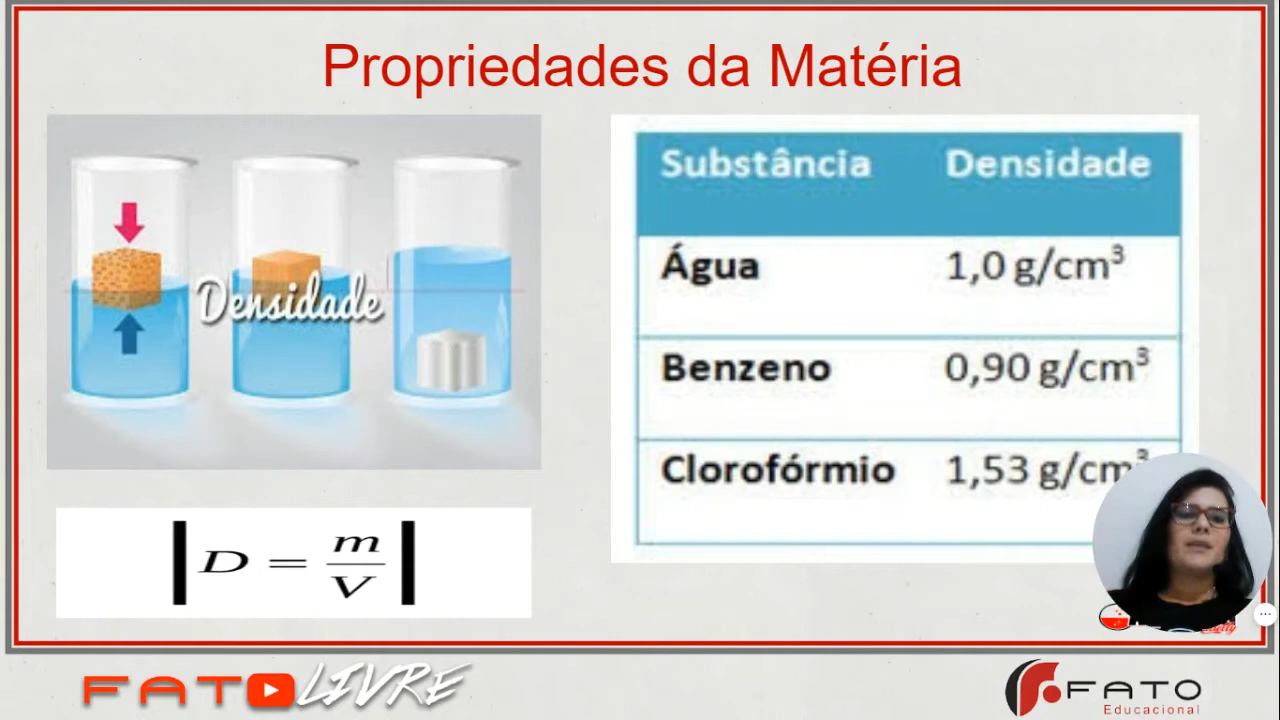 Propriedades da Matéria
Densidade
Substância Densidade
Água 1,0 g/cm³
Benzeno 0,90 g/cm³
Clorofórmio 1,53 g/cm³
D = m/V
FATO LIVRE
FATO
Educacional